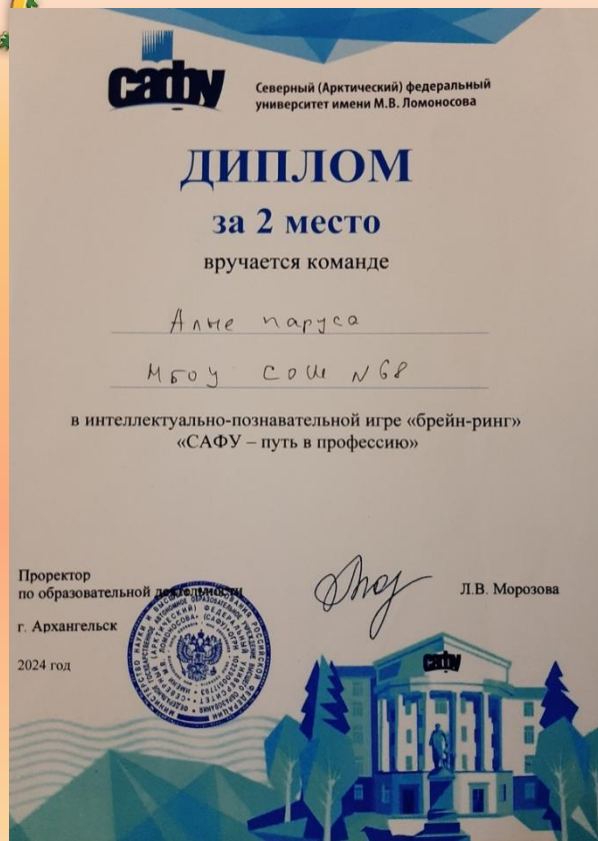 сафу
Северный (Арктический) федеральный
университет имени М.В. Ломоносова
ДИПЛОМ
за 2 место
вручается команде
Алые паруса
МБОУ СОШ №68
в интеллектуально-познавательной игре «брейн-ринг»
«САФУ – путь в профессию»
Проректор
по образовательной деятельности
Л.В. Морозова
г. Архангельск
2024 год
сафу